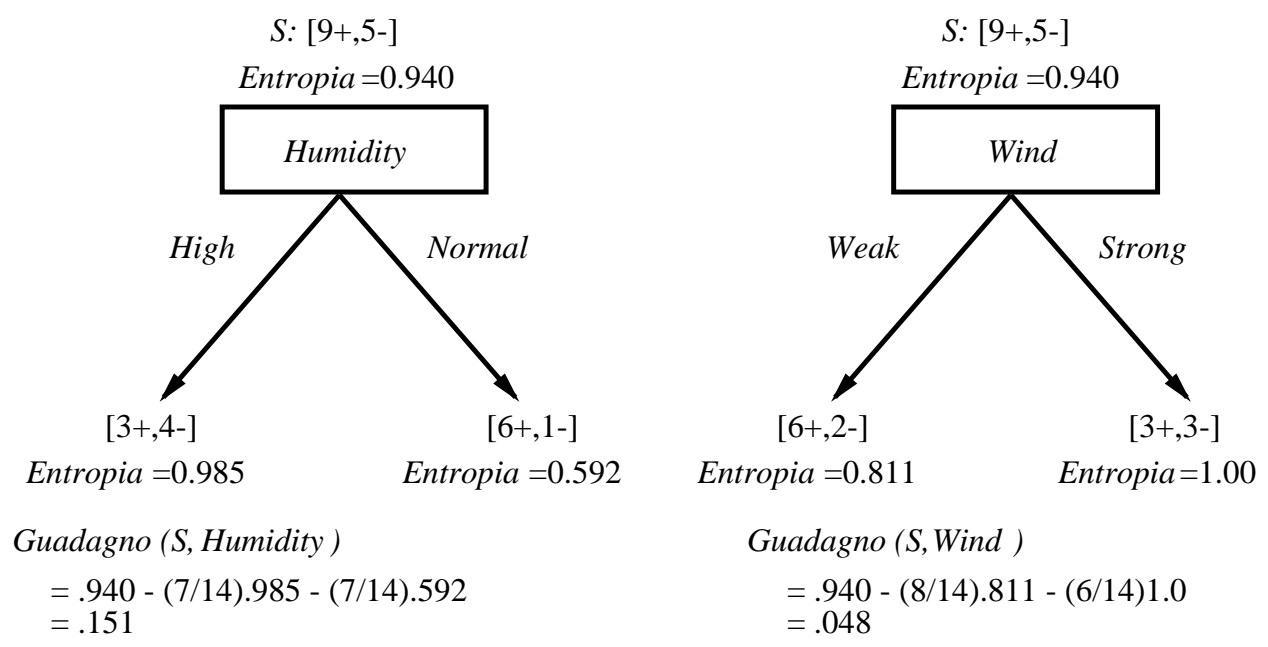 S: [9+,5-]
Entropia =0.940
Humidity
High
Normal
[3+,4-]
[6+,1-]
Entropia =0.985
Entropia =0.592
Guadagno (S, Humidity )
= .940 - (7/14).985 - (7/14).592
= .151
S: [9+,5-]
Entropia =0.940
Wind
Weak
Strong
[6+,2-]
[3+,3-]
Entropia =0.811
Entropia =1.00
Guadagno (S, Wind )
= .940 - (8/14).811 - (6/14)1.0
= .048